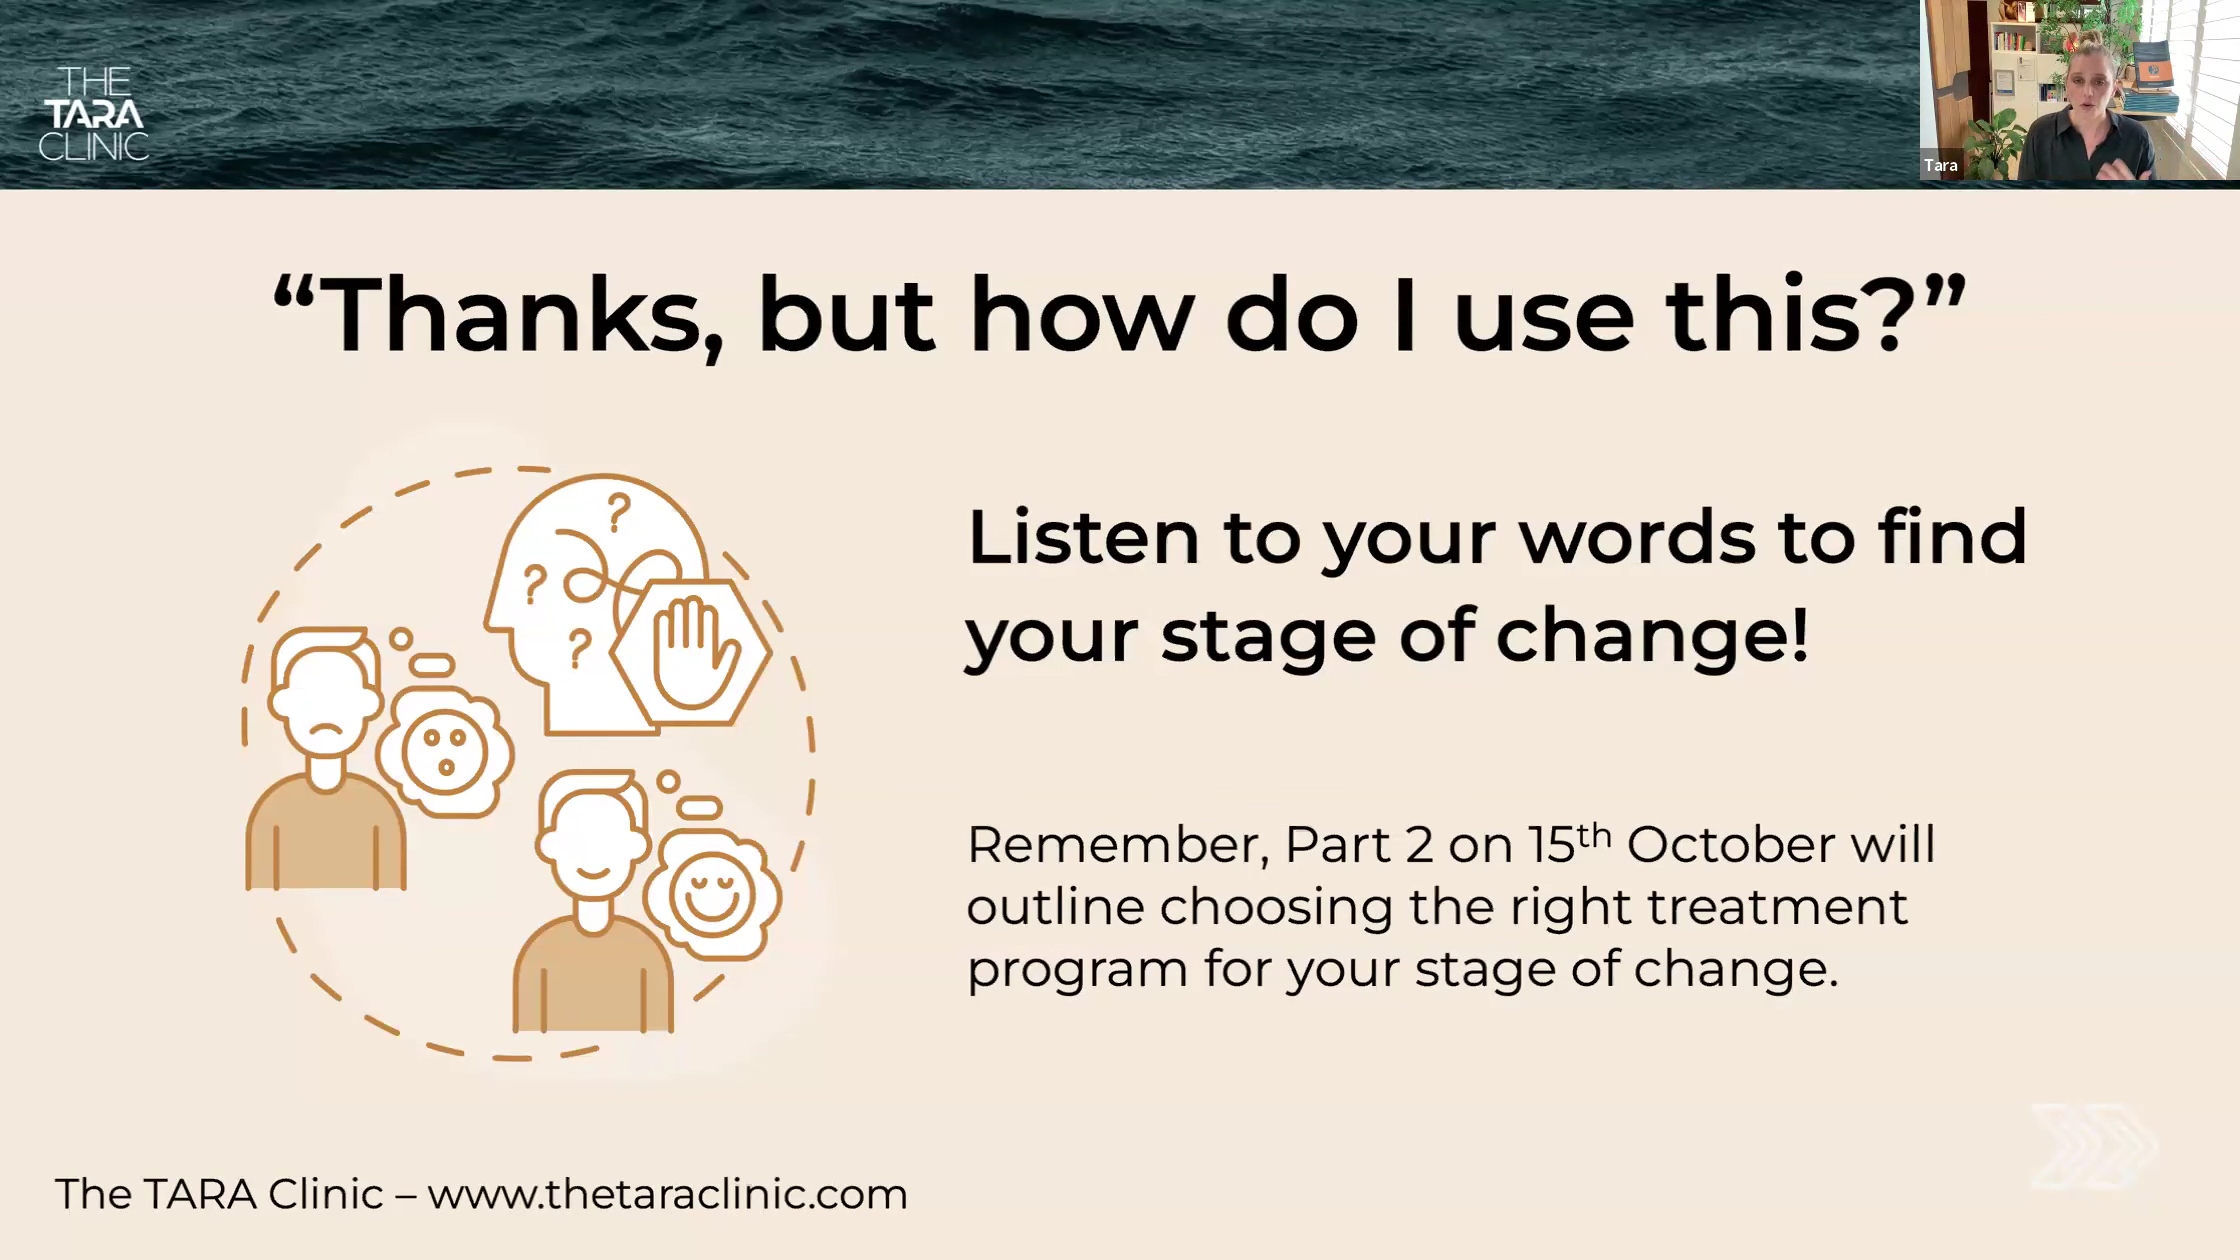 THE
TARA
CLINIC
Tara
“Thanks, but how do I use this?”
?
?
?
Listen to your words to find
your stage of change!
Remember, Part 2 on 15th October will
outline choosing the right treatment
program for your stage of change.
The TARA Clinic – www.thetaraclinic.com